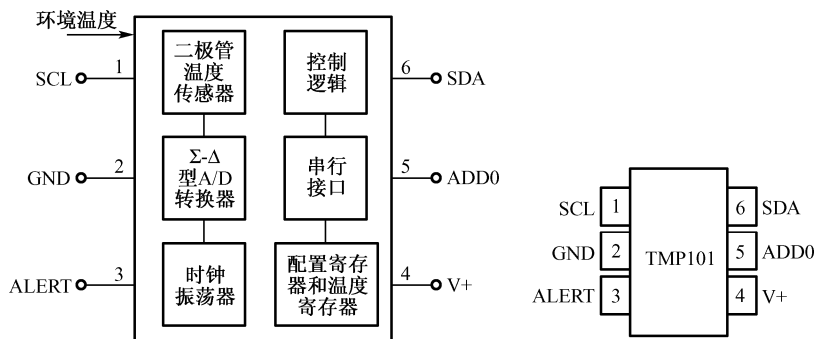 环境温度
SCL
1
GND
2
ALERT
3
二极管
温度
传感器
Σ-Δ
型A/D
转换器
时钟
振荡器
控制
逻辑
串行
接口
配置寄存
器和温度
寄存器
6
SDA
5
ADD0
4
V+
SCL
1
GND
2
ALERT
3
TMP101
6
SDA
5
ADD0
4
V+